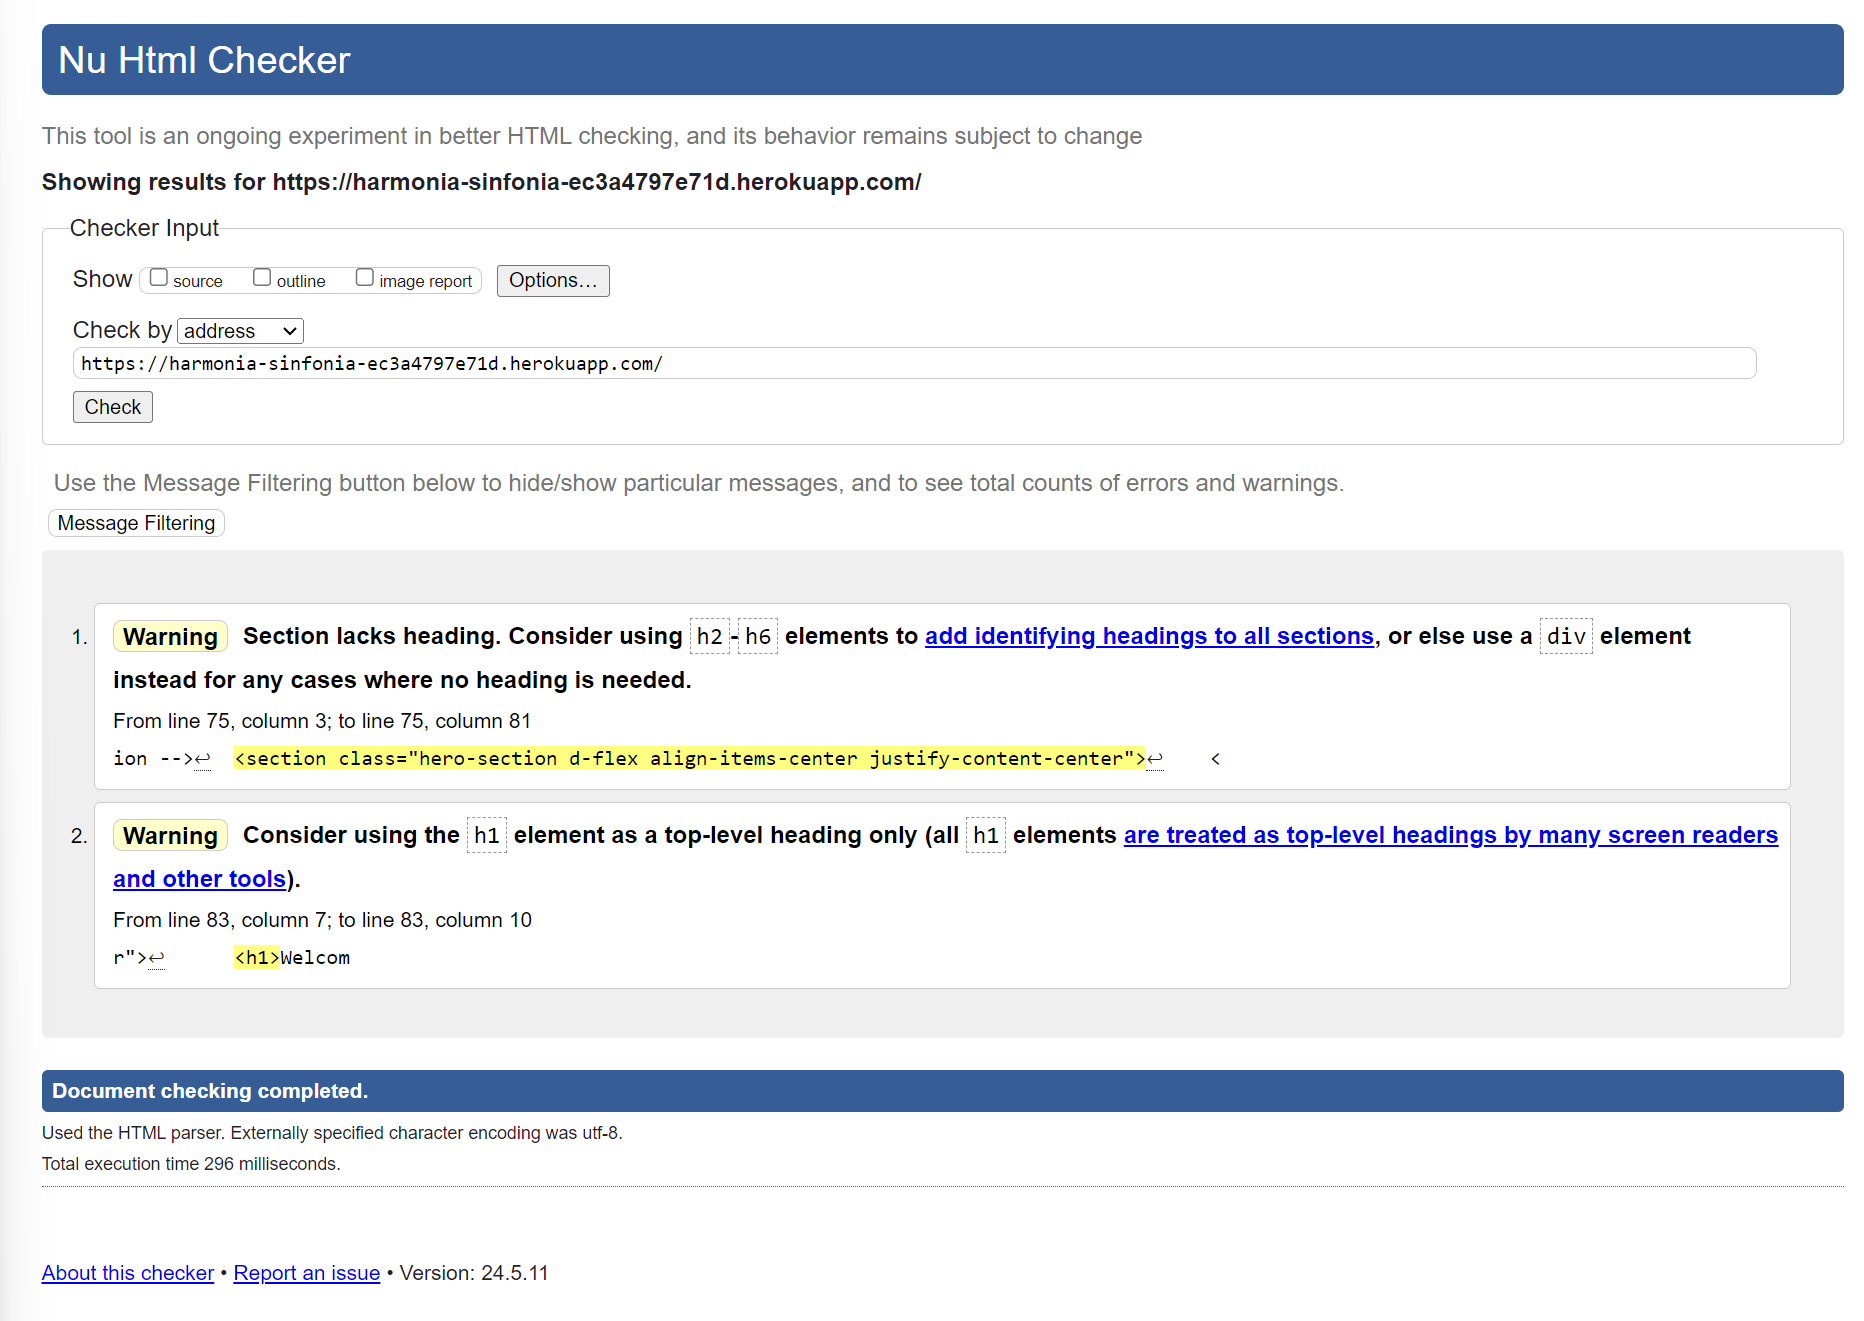 Nu Html Checker
This tool is an ongoing experiment in better HTML checking, and its behavior remains subject to change
Showing results for https://harmonia-sinfonia-ec3a4797e71d.herokuapp.com/
Checker Input
Show source outline image report Options...
Check by address
https://harmonia-sinfonia-ec3a4797e71d.herokuapp.com/
Check
Use the Message Filtering button below to hide/show particular messages, and to see total counts of errors and warnings.
Message Filtering
1. Warning Section lacks heading. Consider using h2-h6 elements to add identifying headings to all sections, or else use a div element
instead for any cases where no heading is needed.
From line 75, column 3; to line 75, column 81
ion -->↩ <section class="hero-section d-flex align-items-center justify-content-center">↩ <
2. Warning Consider using the h1 element as a top-level heading only (all h1 elements are treated as top-level headings by many screen readers
and other tools).
From line 83, column 7; to line 83, column 10
r">↩ <h1>Welcom
Document checking completed.
Used the HTML parser. Externally specified character encoding was utf-8.
Total execution time 296 milliseconds.
About this checker • Report an issue • Version: 24.5.11